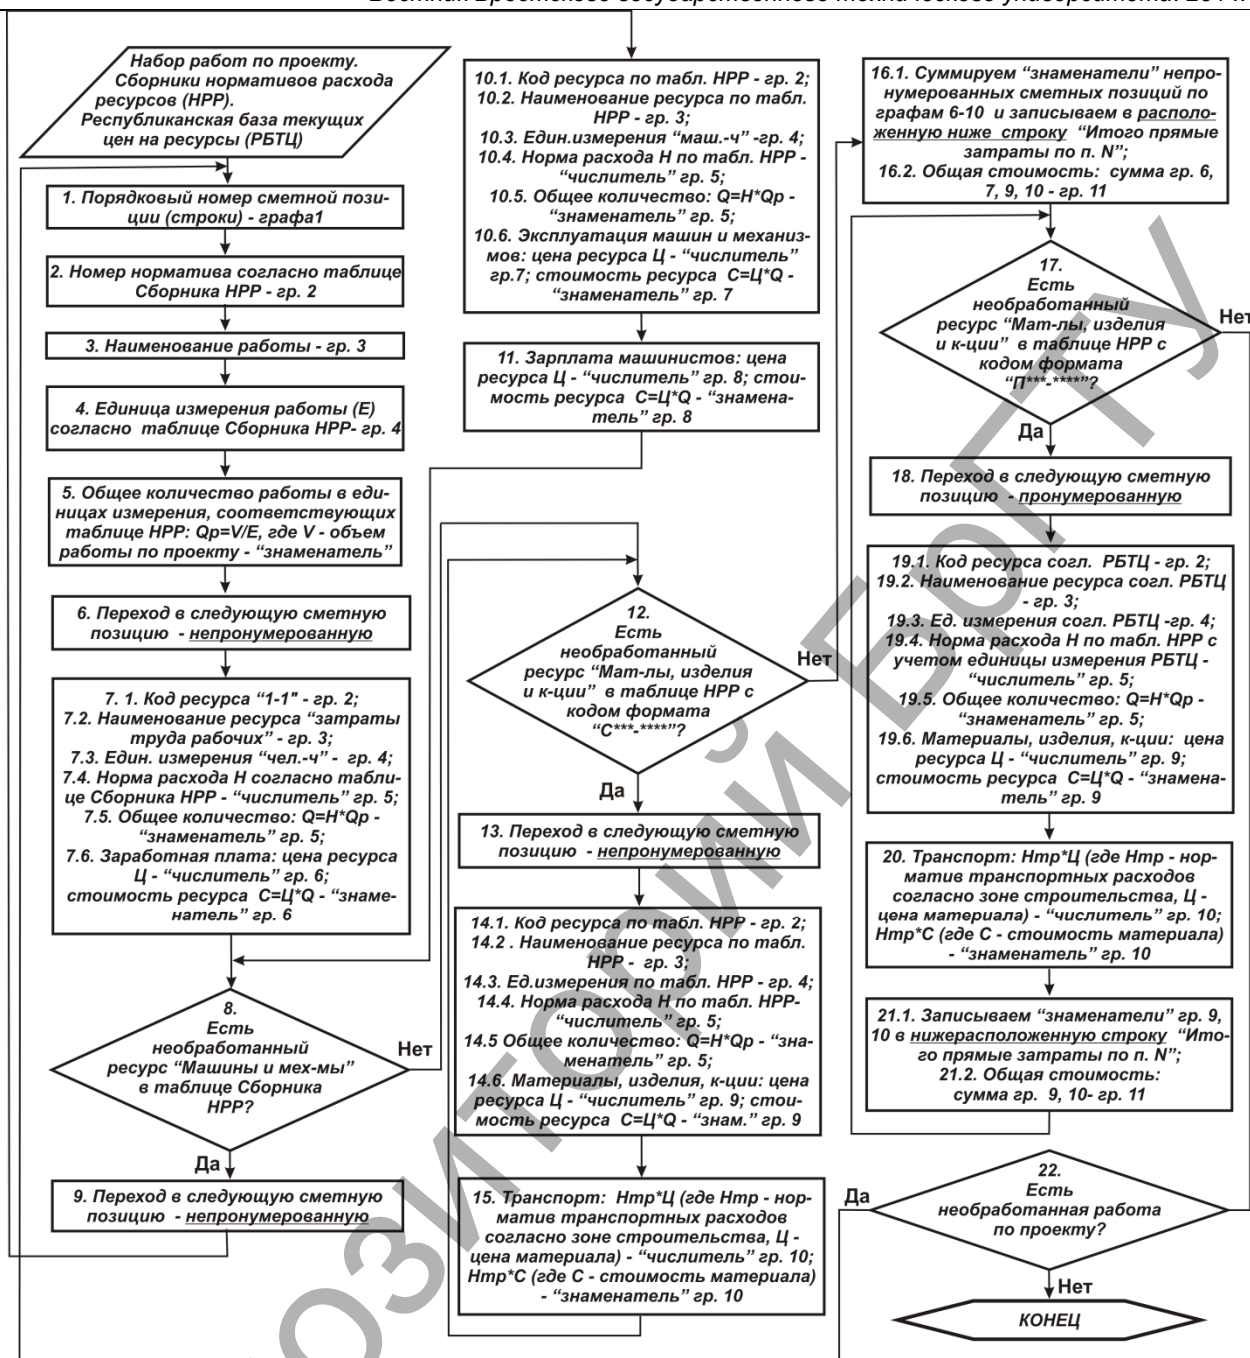 Набор работ по проекту.
Сборники нормативов расхода
ресурсов (НРР).
Республиканская база текущих
цен на ресурсы (РБТЦ)
1. Порядковый номер сметной пози-
ции (строки) - графа1
2. Номер норматива согласно таблице
Сборника НРР - гр. 2
3. Наименование работы - гр. 3
4. Единица измерения работы (Е)
согласно таблице Сборника НРР- гр. 4
5. Общее количество работы в еди-
ницах измерения, соответствующих
таблице НРР: Qр=V/E, где V - объем
работы по проекту - “знаменатель”
6. Переход в следующую сметную
позицию - непронумерованную
7. 1. Код ресурса “1-1" - гр. 2;
7.2. Наименование ресурса “затраты
труда рабочих” - гр. 3;
7.3. Един. измерения “чел.-ч” - гр. 4;
7.4. Норма расхода Н согласно табли-
це Сборника НРР - “числитель” гр. 5;
7.5. Общее количество: Q=H*Qр -
“знаменатель” гр. 5;
7.6. Заработная плата: цена ресурса
Ц - “числитель” гр. 6;
стоимость ресурса С=Ц*Q - “знаме-
натель” гр. 6
8.
Есть
необработанный
ресурс “Машины и мех-мы”
в таблице Сборника
НРР?
Нет
Да
9. Переход в следующую сметную
позицию - непронумерованную
10.1. Код ресурса по табл. НРР - гр. 2;
10.2. Наименование ресурса по табл.
НРР - гр. 3;
10.3. Един.измерения “маш.-ч” -гр. 4;
10.4. Норма расхода Н по табл. НРР -
“числитель” гр. 5;
10.5. Общее количество: Q=H*Qр -
“знаменатель” гр. 5;
10.6. Эксплуатация машин и механиз-
мов: цена ресурса Ц - “числитель”
гр.7; стоимость ресурса С=Ц*Q -
“знаменатель” гр. 7
11. Зарплата машинистов: цена
ресурса Ц - “числитель” гр. 8; стои-
мость ресурса С=Ц*Q - “знамена-
тель” гр. 8
12.
Есть
необработанный
ресурс “Мат-лы, изделия
и к-ции” в таблице НРР с
кодом формата
“С***-****”?
Нет
Да
13. Переход в следующую сметную
позицию - непронумерованную
14.1. Код ресурса по табл. НРР - гр. 2;
14.2 . Наименование ресурса по табл.
НРР - гр. 3;
14.3. Ед.измерения по табл. НРР - гр. 4;
14.4. Норма расхода Н по табл. НРР-
“числитель” гр. 5;
14.5 Общее количество: Q=H*Qр - “зна-
менатель” гр. 5;
14.6. Материалы, изделия, к-ции: цена
ресурса Ц - “числитель” гр. 9; стои-
мость ресурса С=Ц*Q - “знам.” гр. 9
15. Транспорт: Нтр*Ц (где Нтр - нор-
матив транспортных расходов
согласно зоне строительства, Ц -
цена материала) - “числитель” гр. 10;
Нтр*С (где С - стоимость материала)
- “знаменатель” гр. 10
16.1. Суммируем “знаменатели” непро-
нумерованных сметных позиций по
графам 6-10 и записываем в располо-
женную ниже строку “Итого прямые
затраты по п. N”;
16.2. Общая стоимость: сумма гр. 6,
7, 9, 10 - гр. 11
17.
Есть
необработанный
ресурс “Мат-лы, изделия
и к-ции” в таблице НРР с
кодом формата
“П***-****”?
Нет
Да
18. Переход в следующую сметную
позицию - пронумерованную
19.1. Код ресурса согл. РБТЦ - гр. 2;
19.2. Наименование ресурса согл. РБТЦ
- гр. 3;
19.3. Ед. измерения согл. РБТЦ -гр. 4;
19.4. Норма расхода Н по табл. НРР с
учетом единицы измерения РБТЦ -
“числитель” гр. 5;
19.5. Общее количество: Q=H*Qр -
“знаменатель” гр. 5;
19.6. Материалы, изделия, к-ции: цена
ресурса Ц - “числитель” гр. 9;
стоимость ресурса С=Ц*Q - “знамена-
тель” гр. 9
20. Транспорт: Нтр*Ц (где Нтр - нор-
матив транспортных расходов
согласно зоне строительства, Ц -
цена материала) - “числитель” гр. 10;
Нтр*С (где С - стоимость материала)
- “знаменатель” гр. 10
21.1. Записываем “знаменатели” гр. 9,
10 в нижерасположенную строку “Ито-
го прямые затраты по п. N”;
21.2. Общая стоимость:
сумма гр. 9, 10- гр. 11
22.
Есть
необработанная работа
по проекту?
Да
Нет
КОНЕЦ
БрГТУ